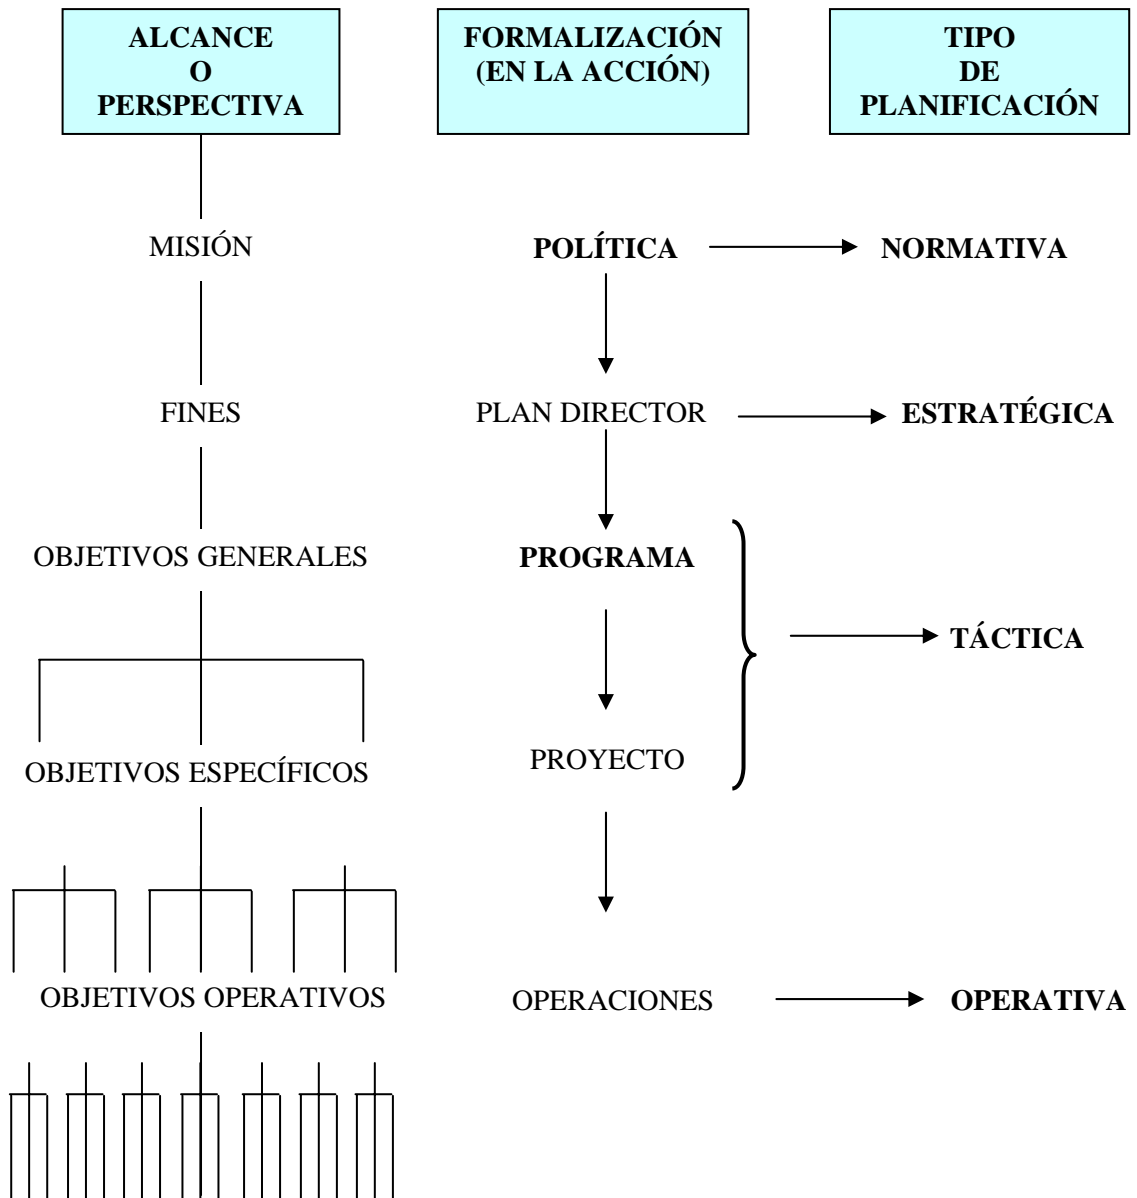 ALCANCE
O
PERSPECTIVA
FORMALIZACIÓN
(EN LA ACCIÓN)
TIPO
DE
PLANIFICACIÓN
MISIÓN
POLÍTICA
NORMATIVA
FINES
PLAN DIRECTOR
ESTRATÉGICA
OBJETIVOS GENERALES
PROGRAMA
TÁCTICA
OBJETIVOS ESPECÍFICOS
PROYECTO
OBJETIVOS OPERATIVOS
OPERACIONES
OPERATIVA